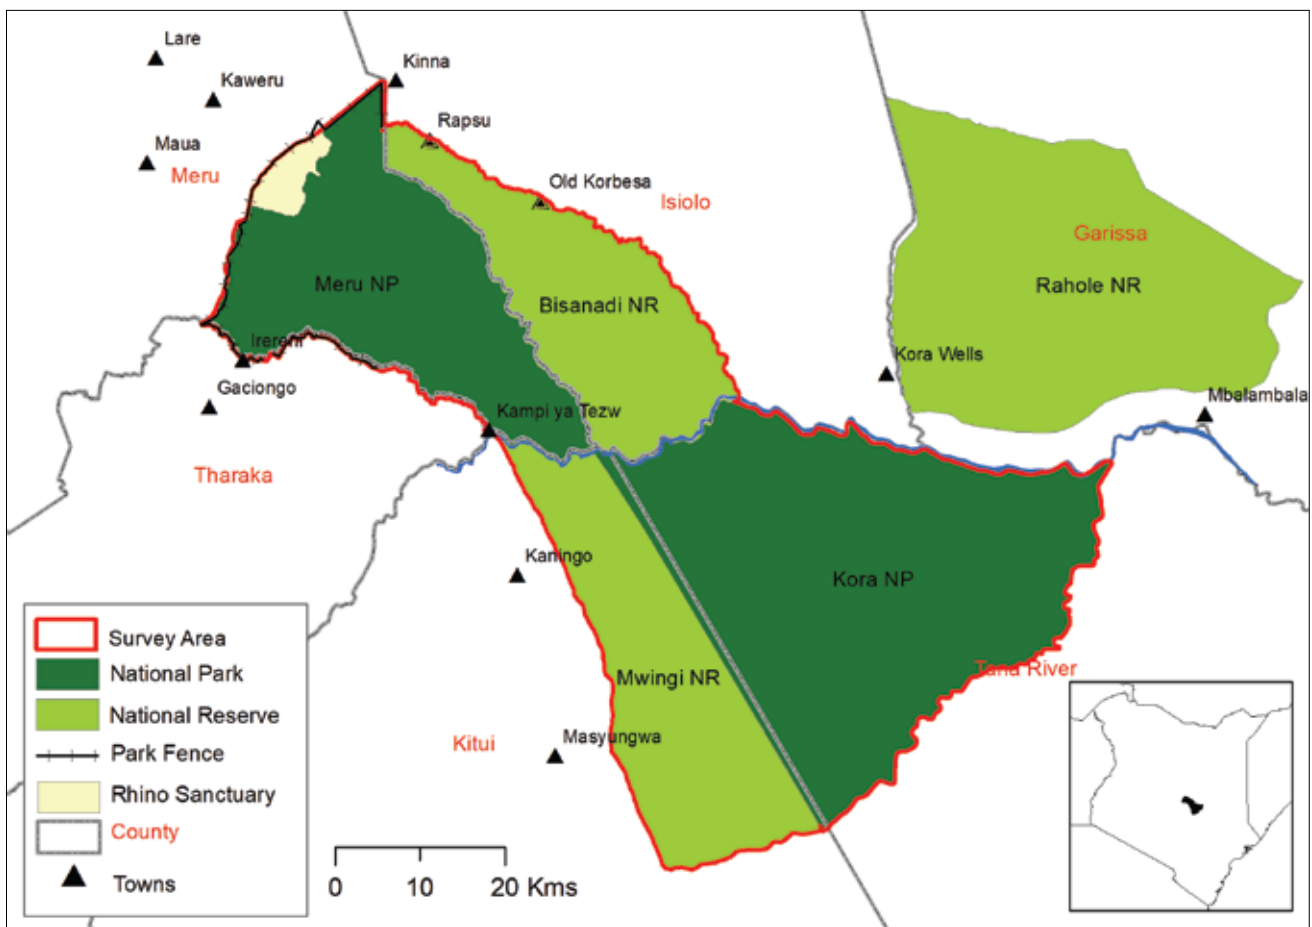 Lare
Kinna
Kaweru
Rapsu
Maua
Meru
Old Korbesa
Isiolo
Garissa
Meru NP
Bisanadi NR
Rahole NR
Irereni
Kora Wells
Gaciongo
Mbalambala
Kampi ya Tezw
Tharaka
Kaningo
Kora NP
Survey Area
National Park
Mwingi NR
Tana River
National Reserve
Kitui
Masyungwa
Park Fence
Rhino Sanctuary
County
Towns
0 10 20 Kms